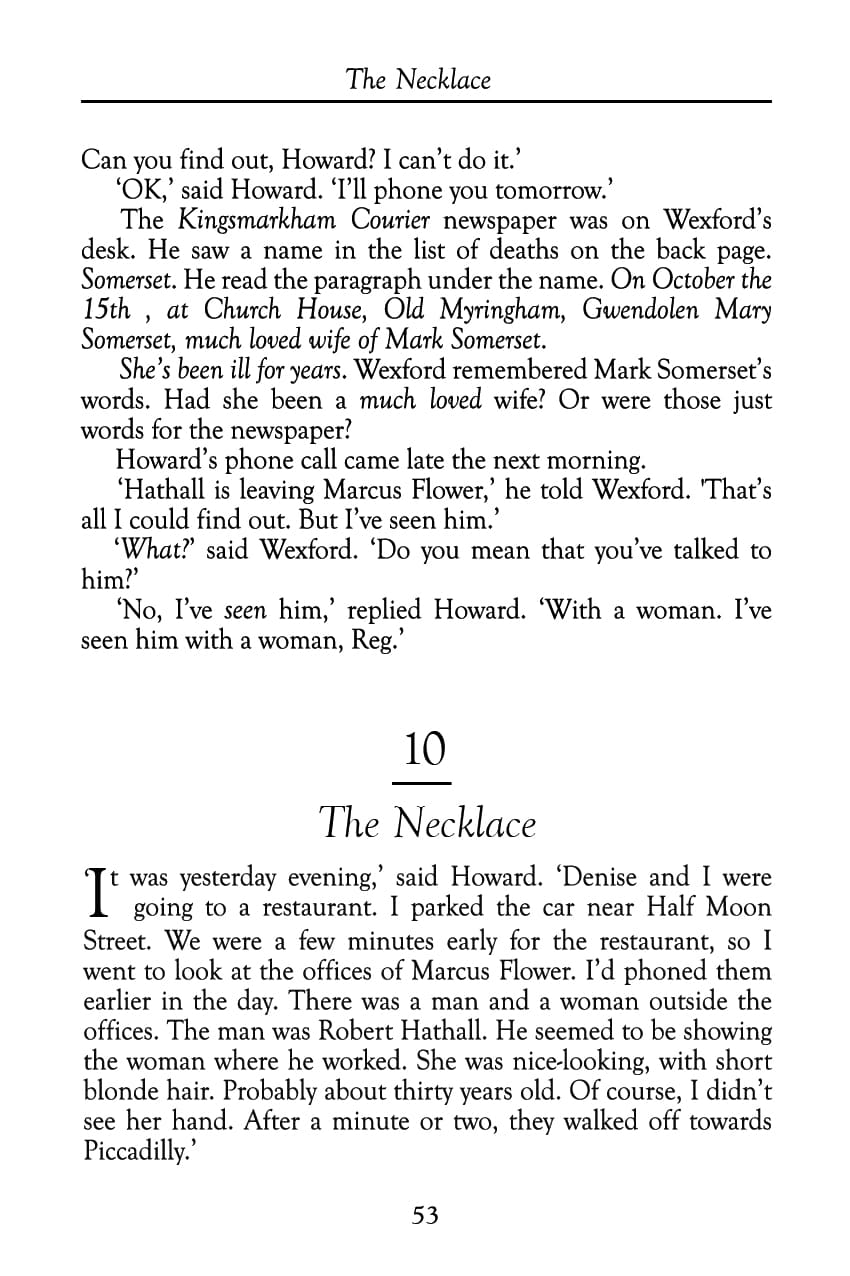 The Necklace
Can you find out, Howard? I can’t do it.’
‘OK,’ said Howard. ‘I’ll phone you tomorrow.’
The Kingsmarkham Courier newspaper was on Wexford’s
desk. He saw a name in the list of deaths on the back page.
Somerset. He read the paragraph under the name. On October the
15th , at Church House, Old Myringham, Gwendolen Mary
Somerset, much loved wife of Mark Somerset.
She’s been ill for years. Wexford remembered Mark Somerset’s
words. Had she been a much loved wife? Or were those just
words for the newspaper?
Howard’s phone call came late the next morning.
‘Hathall is leaving Marcus Flower,’ he told Wexford. 'That’s
all I could find out. But I’ve seen him.’
‘What?’ said Wexford. ‘Do you mean that you’ve talked to
him?’
‘No, I’ve seen him,’ replied Howard. ‘With a woman. I’ve
seen him with a woman, Reg.’
10
The Necklace
‘It was yesterday evening,’ said Howard. ‘Denise and I were
going to a restaurant. I parked the car near Half Moon
Street. We were a few minutes early for the restaurant, so I
went to look at the offices of Marcus Flower. I’d phoned them
earlier in the day. There was a man and a woman outside the
offices. The man was Robert Hathall. He seemed to be showing
the woman where he worked. She was nice-looking, with short
blonde hair. Probably about thirty years old. Of course, I didn’t
see her hand. After a minute or two, they walked off towards
Piccadilly.’
53